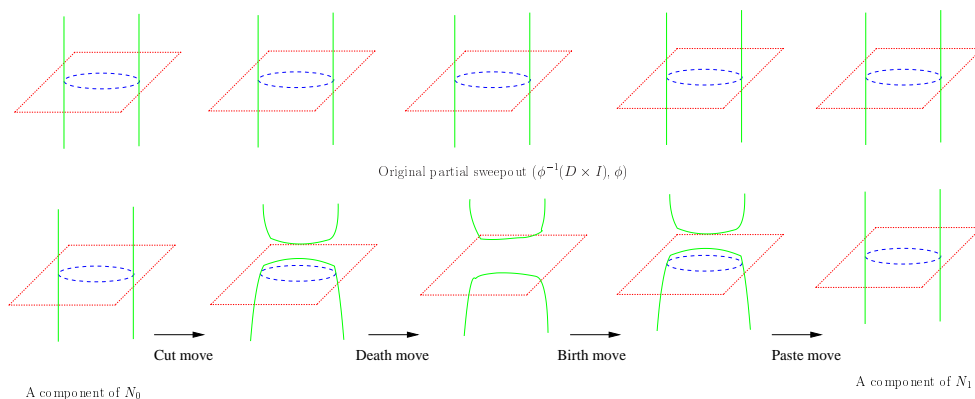 Original partial sweepout (ϕ⁻¹(D × I), ϕ)
Cut move
Death move
Birth move
Paste move
A component of N₀
A component of N₁